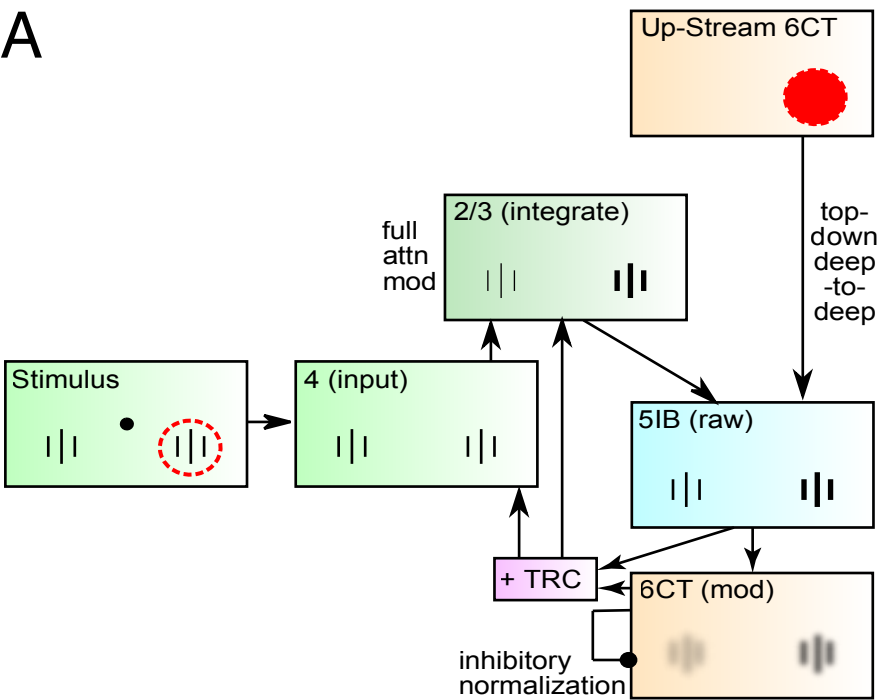 A
Up-Stream 6CT
2/3 (integrate)
full
attn
mod
top-
down
deep
-to-
deep
Stimulus
4 (input)
5IB (raw)
+ TRC
6CT (mod)
inhibitory
normalization